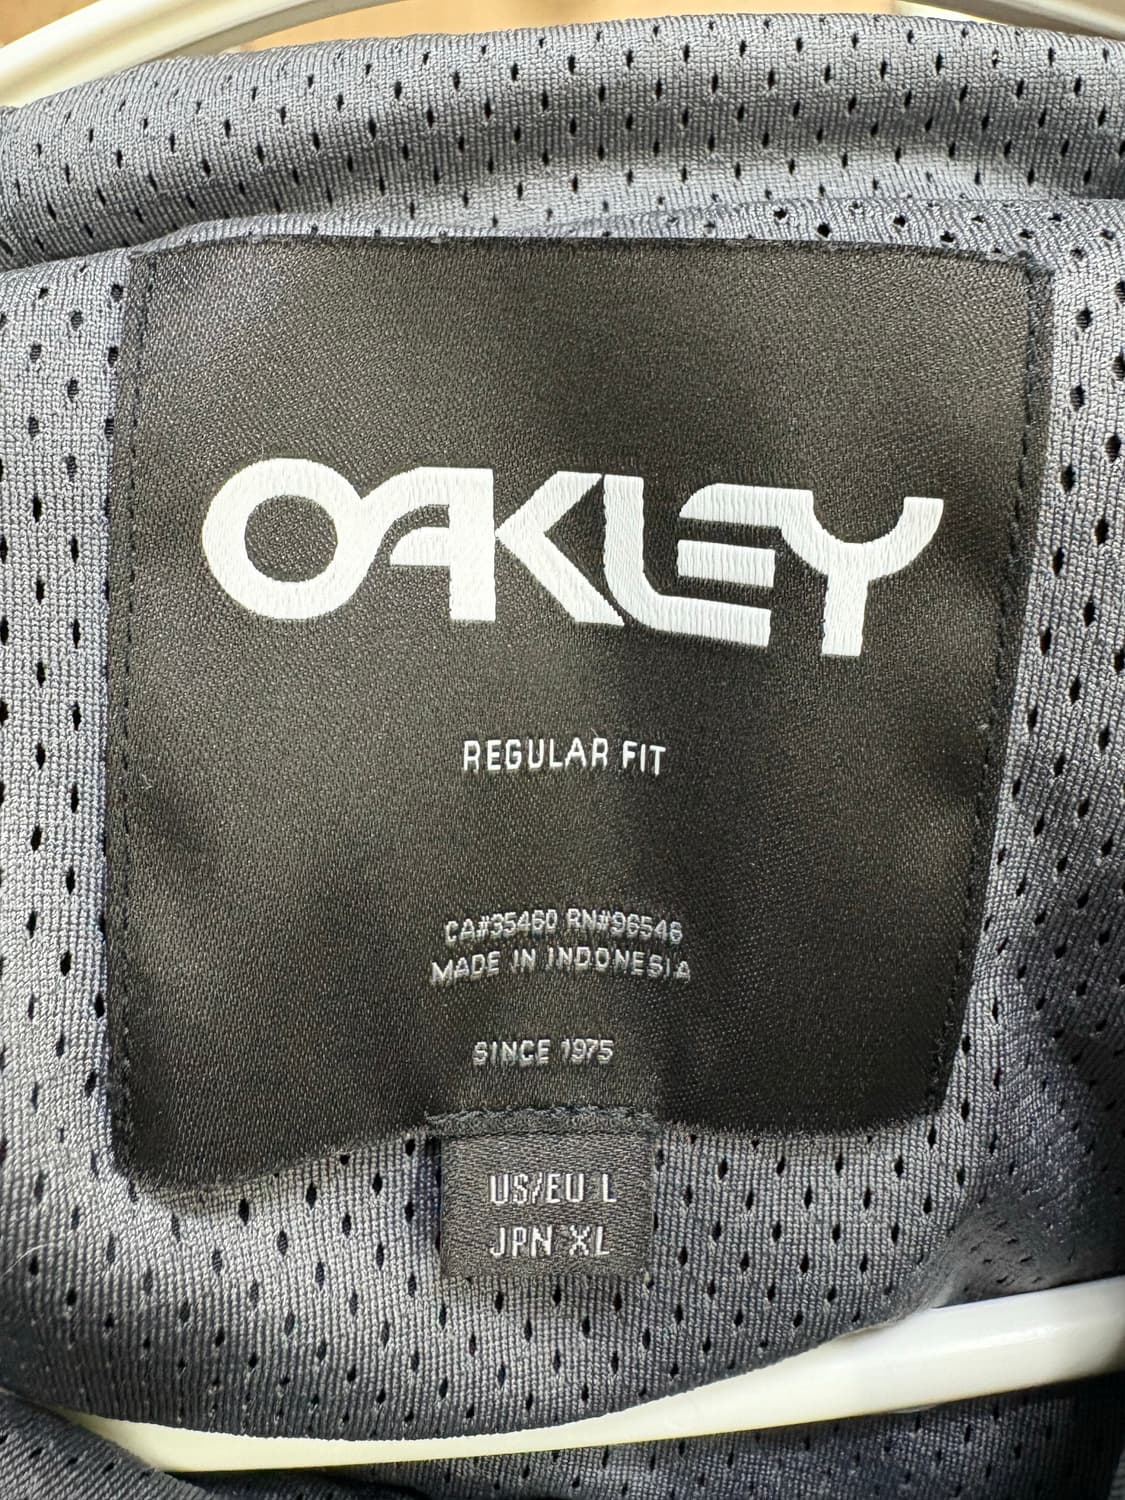 OAKLEY
REGULAR FIT
CA#35460 RN#96546
MADE IN INDONESIA
SINCE 1975
US/EU L
JPN XL